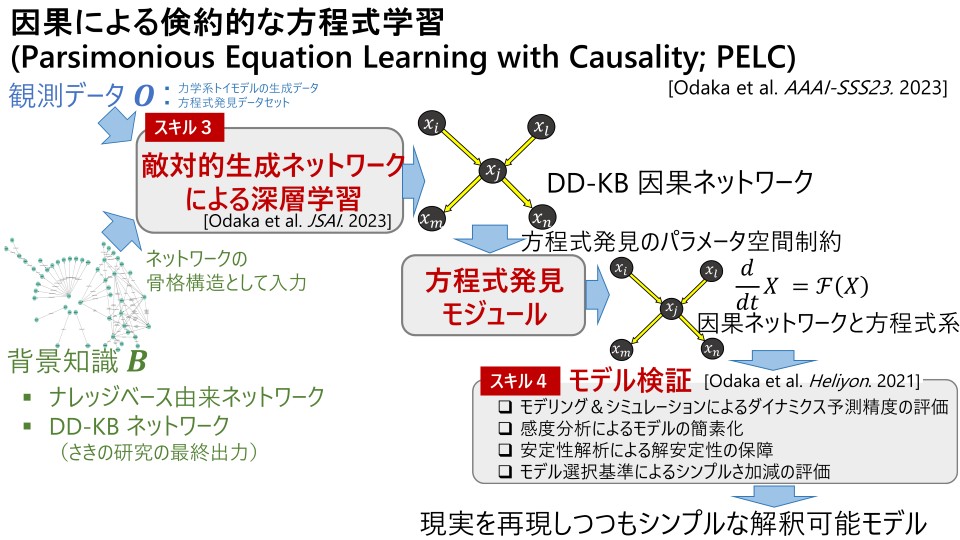 因果による倹約的な方程式学習
(Parsimonious Equation Learning with Causality; PELC)
[Odaka et al. AAAI-SSS23. 2023]
観測データ O：
力学系トイモデルの生成データ
方程式発見データセット
スキル 3
敵対的生成ネットワーク
による深層学習
[Odaka et al. JSAI. 2023]
x_i
x_l
x_j
x_m
x_n
DD-KB 因果ネットワーク
ネットワークの
骨格構造として入力
方程式発見のパラメータ空間制約
方程式発見
モジュール
x_i
x_l
x_j
x_m
x_n
d/dt X = ℱ(X)
因果ネットワークと方程式系
背景知識 B
▪ ナレッジベース由来ネットワーク
▪ DD-KB ネットワーク
（さきの研究の最終出力）
スキル 4
モデル検証 [Odaka et al. Heliyon. 2021]
❑ モデリング＆シミュレーションによるダイナミクス予測精度の評価
❑ 感度分析によるモデルの簡素化
❑ 安定性解析による解安定性の保障
❑ モデル選択基準によるシンプルさ加減の評価
現実を再現しつつもシンプルな解釈可能モデル